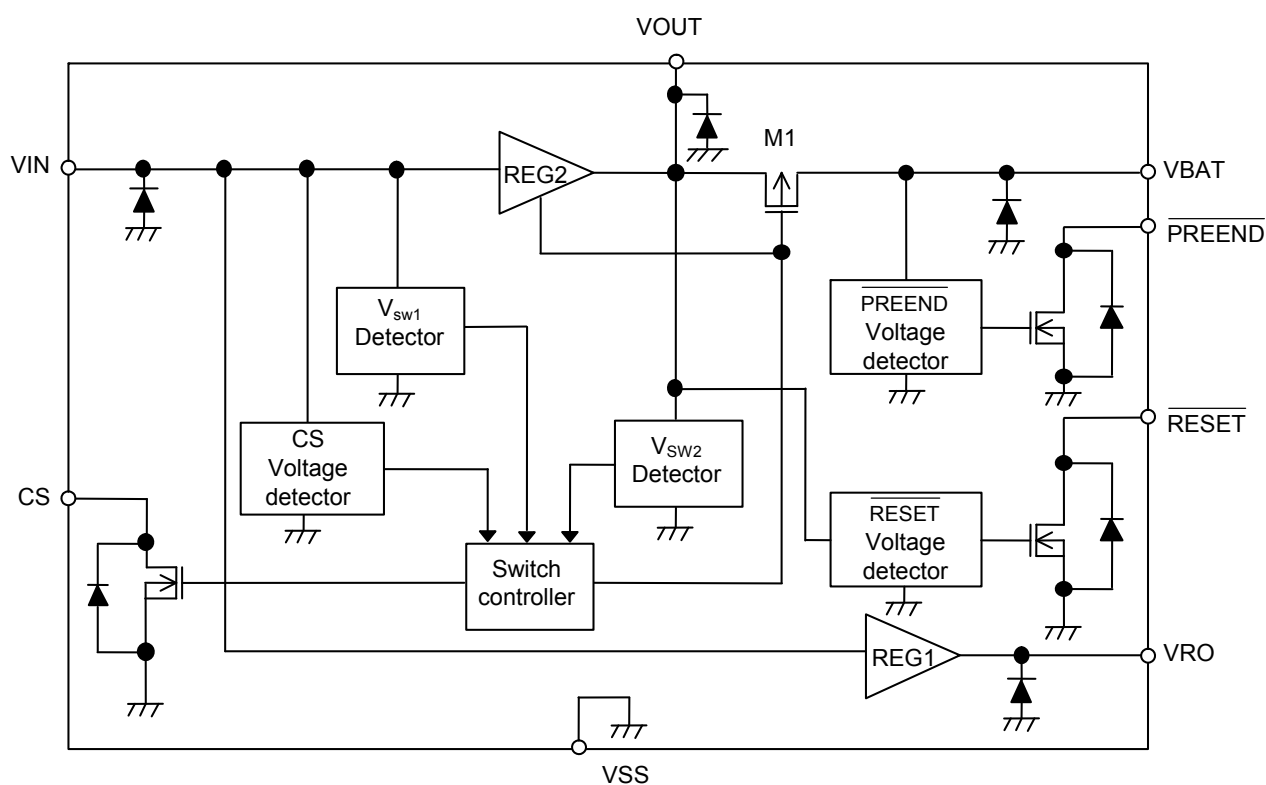 VOUT
M1
VIN
REG2
VBAT
PREEND
Vsw1
Detector
PREEND
Voltage
detector
RESET
CS
Voltage
detector
VSW2
Detector
CS
RESET
Voltage
detector
Switch
controller
REG1
VRO
VSS